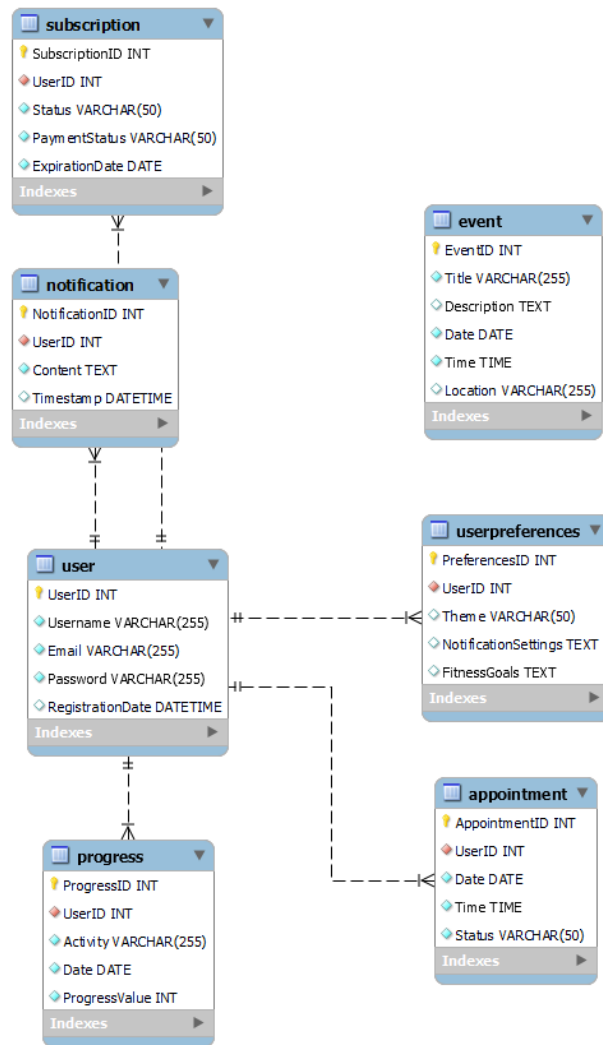 subscription
SubscriptionID INT
UserID INT
Status VARCHAR(50)
PaymentStatus VARCHAR(50)
ExpirationDate DATE
Indexes
notification
NotificationID INT
UserID INT
Content TEXT
Timestamp DATETIME
Indexes
event
EventID INT
Title VARCHAR(255)
Description TEXT
Date DATE
Time TIME
Location VARCHAR(255)
Indexes
user
UserID INT
Username VARCHAR(255)
Email VARCHAR(255)
Password VARCHAR(255)
RegistrationDate DATETIME
Indexes
userpreferences
PreferencesID INT
UserID INT
Theme VARCHAR(50)
NotificationSettings TEXT
FitnessGoals TEXT
Indexes
progress
ProgressID INT
UserID INT
Activity VARCHAR(255)
Date DATE
ProgressValue INT
Indexes
appointment
AppointmentID INT
UserID INT
Date DATE
Time TIME
Status VARCHAR(50)
Indexes